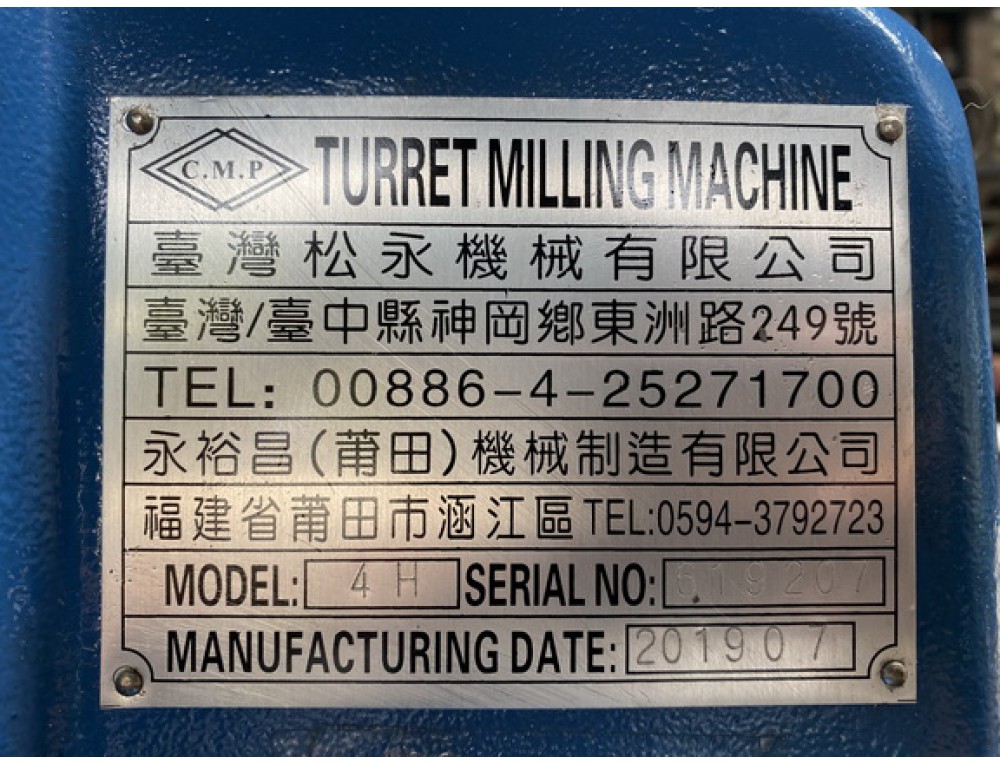 C.M.P TURRET MILLING MACHINE
臺灣松永機械有限公司
臺灣/臺中縣神岡鄉東洲路249號
TEL: 00886-4-25271700
永裕昌(莆田)機械制造有限公司
福建省莆田市涵江區 TEL:0594-3792723
MODEL: 4H SERIAL NO: 619207
MANUFACTURING DATE: 201907